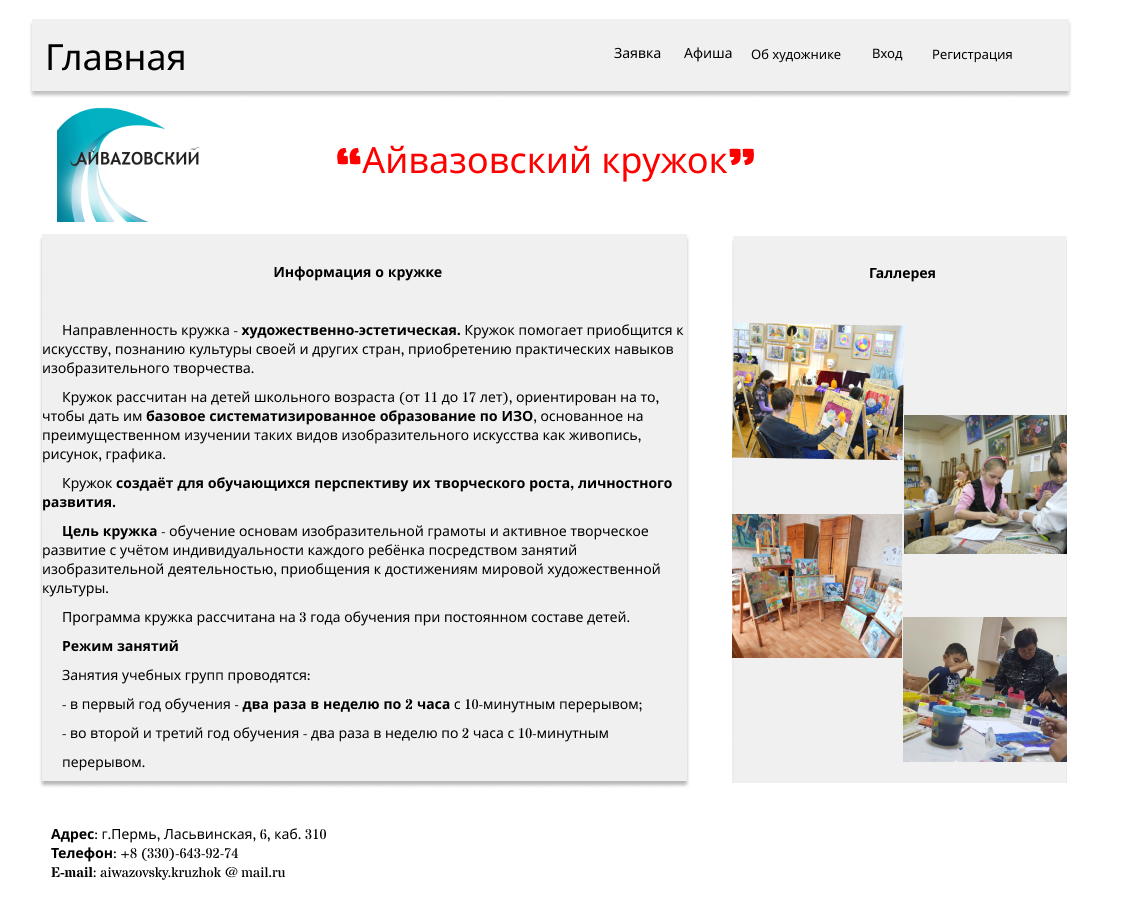 Главная
Заявка Афиша Об художнике Вход Регистрация
АЙВАZОВСКИЙ
“Айвазовский кружок”
Информация о кружке
Направленность кружка - художественно-эстетическая. Кружок помогает приобщится к
искусству, познанию культуры своей и других стран, приобретению практических навыков
изобразительного творчества.
Кружок рассчитан на детей школьного возраста (от 11 до 17 лет), ориентирован на то,
чтобы дать им базовое систематизированное образование по ИЗО, основанное на
преимущественном изучении таких видов изобразительного искусства как живопись,
рисунок, графика.
Кружок создаёт для обучающихся перспективу их творческого роста, личностного
развития.
Цель кружка - обучение основам изобразительной грамоты и активное творческое
развитие с учётом индивидуальности каждого ребёнка посредством занятий
изобразительной деятельностью, приобщения к достижениям мировой художественной
культуры.
Программа кружка рассчитана на 3 года обучения при постоянном составе детей.
Режим занятий
Занятия учебных групп проводятся:
- в первый год обучения - два раза в неделю по 2 часа с 10-минутным перерывом;
- во второй и третий год обучения - два раза в неделю по 2 часа с 10-минутным
перерывом.
Галлерея
Адрес: г.Пермь, Ласьвинская, 6, каб. 310
Телефон: +8 (330)-643-92-74
E-mail: aiwazovsky.kruzhok @ mail.ru